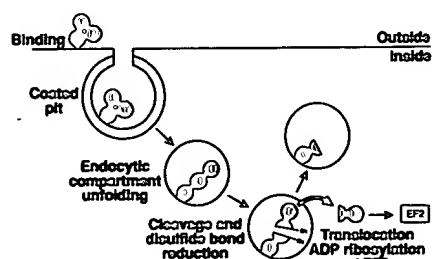 Binding
Outside
Inside
Coated
pit
Endocytic
compartment
unfolding
Cleavage and
disulfide bond
reduction
EF2
Translocation
ADP ribosylation